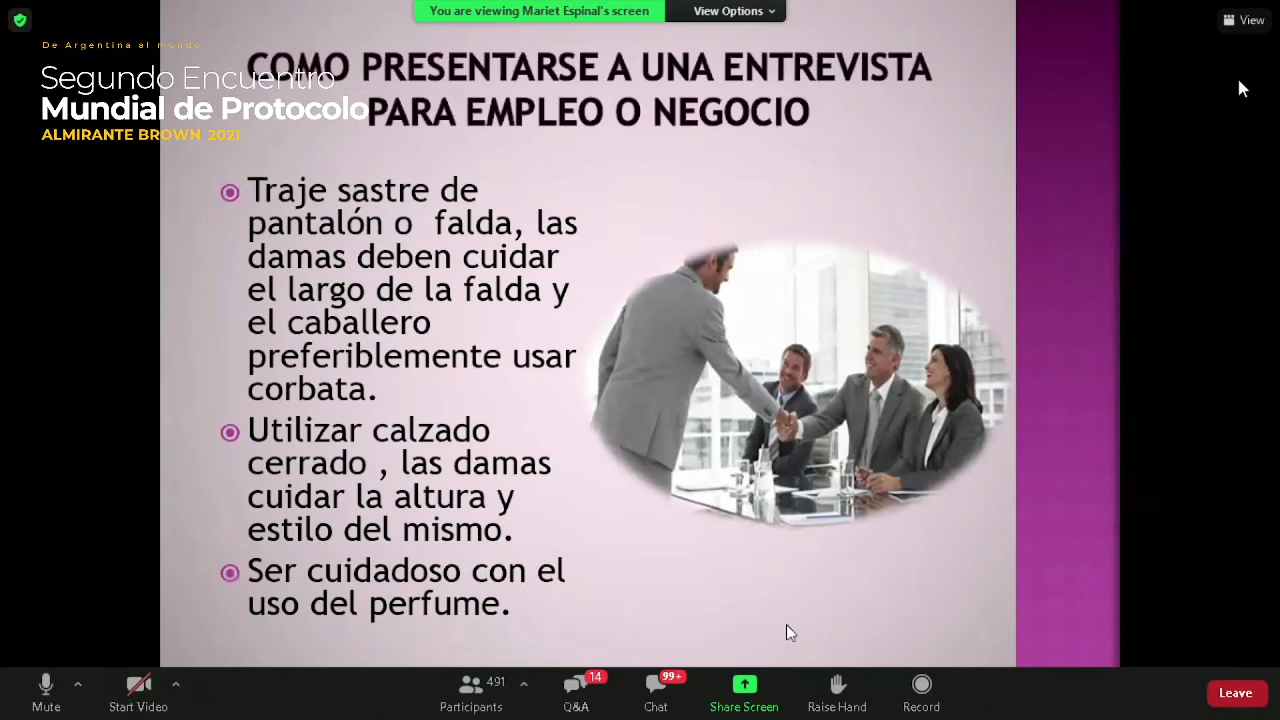 You are viewing Mariet Espinal's screen
View Options
View
De Argentina al mundo
Segundo Encuentro
Mundial de Protocolo
ALMIRANTE BROWN 2021
COMO PRESENTARSE A UNA ENTREVISTA
PARA EMPLEO O NEGOCIO
Traje sastre de
pantalón o falda, las
damas deben cuidar
el largo de la falda y
el caballero
preferiblemente usar
corbata.
Utilizar calzado
cerrado , las damas
cuidar la altura y
estilo del mismo.
Ser cuidadoso con el
uso del perfume.
Mute
Start Video
491
Participants
14
Q&A
99+
Chat
Share Screen
Raise Hand
Record
Leave